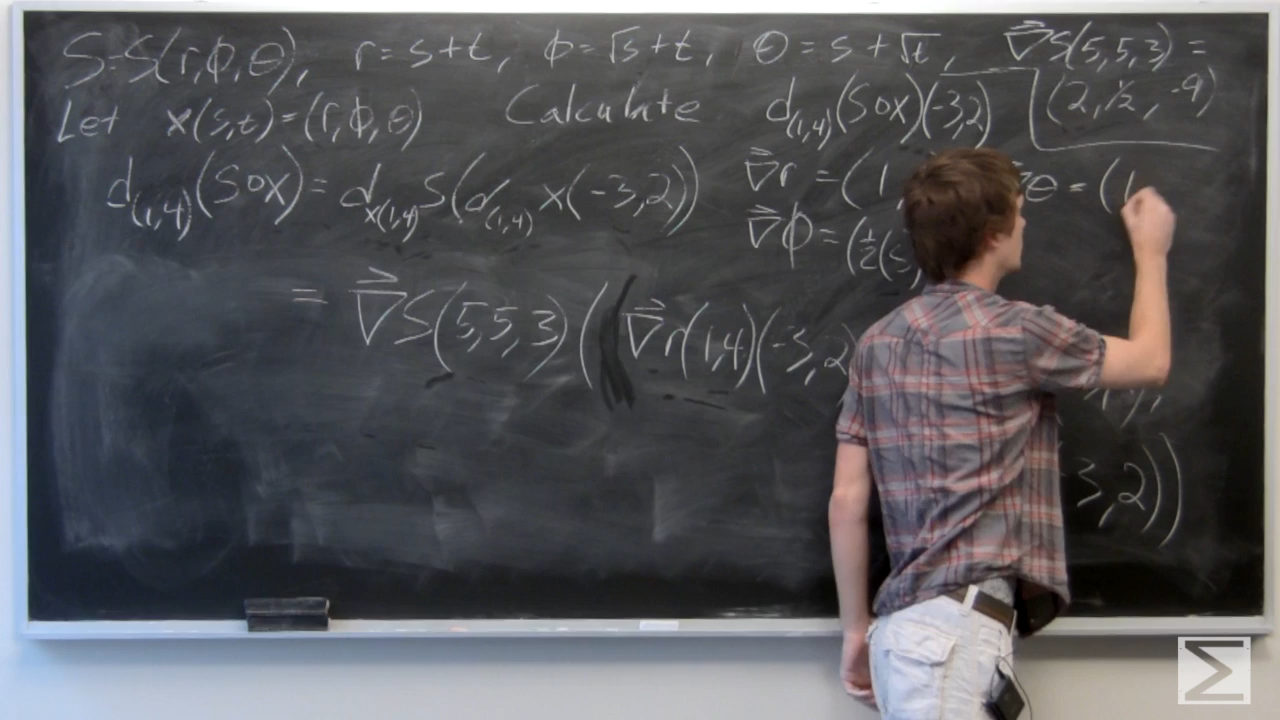 S=S(r,ϕ,θ), r=s+t, ϕ=√s+t, θ=s+√t, ∇⃗S(5,5,3)=
Let x(s,t)=(r,ϕ,θ) Calculate d₍₁,₄₎(S∘x)(-3,2) (2,½,-9)
d₍₁,₄₎(S∘x)= d_x(1,4) S(d₍₁,₄₎ x(-3,2)) ∇⃗r =(1, θ = (1
∇⃗ϕ=(½(s
= ∇⃗S(5,5,3)(∇⃗r(1,4)(-3,2)
-3,2))
Σ